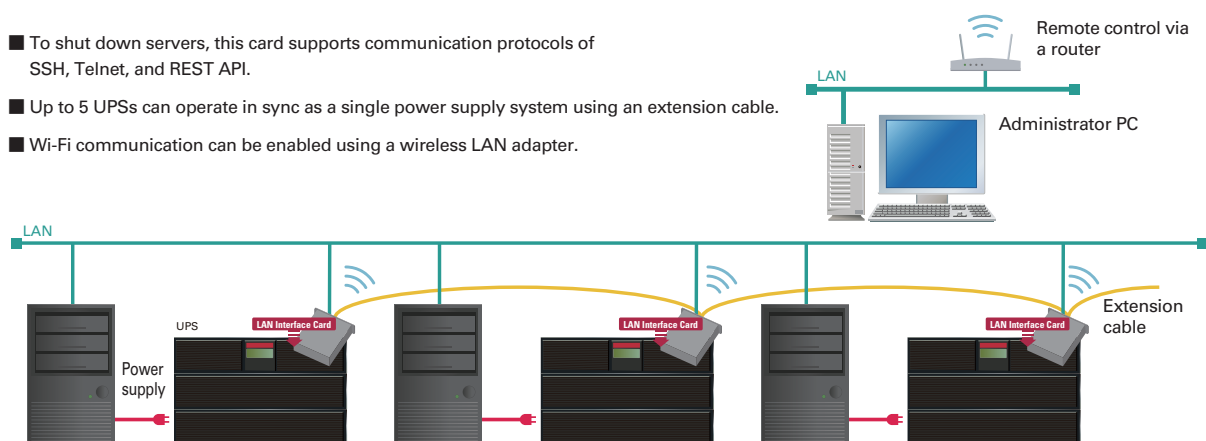 ■ To shut down servers, this card supports communication protocols of
SSH, Telnet, and REST API.
■ Up to 5 UPSs can operate in sync as a single power supply system using an extension cable.
■ Wi-Fi communication can be enabled using a wireless LAN adapter.
Remote control via
a router
LAN
Administrator PC
LAN
UPS
LAN Interface Card
LAN Interface Card
LAN Interface Card
Extension
cable
Power
supply